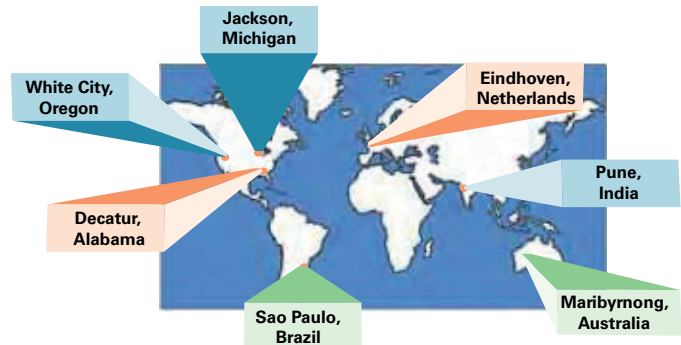 Jackson,
Michigan
White City,
Oregon
Eindhoven,
Netherlands
Decatur,
Alabama
Pune,
India
Sao Paulo,
Brazil
Maribyrnong,
Australia